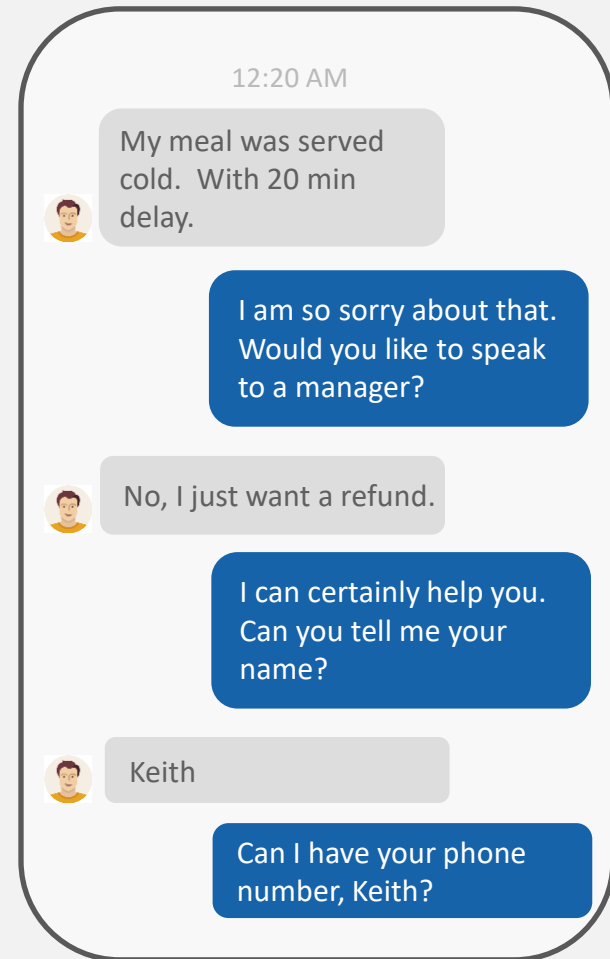 12:20 AM
My meal was served
cold.  With 20 min
delay.
I am so sorry about that.
Would you like to speak
to a manager?
No, I just want a refund.
I can certainly help you.
Can you tell me your
name?
Keith
Can I have your phone
number, Keith?